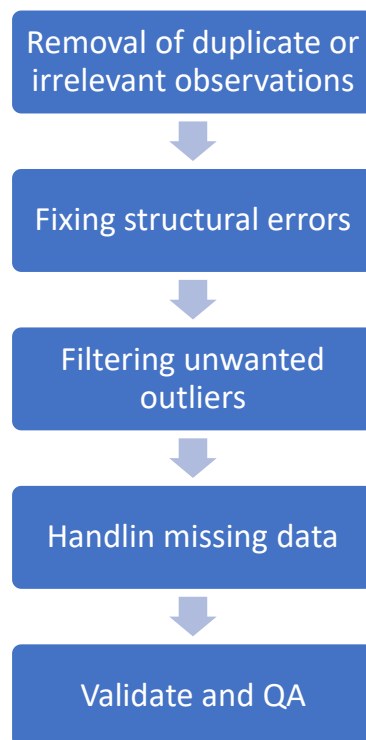 Removal of duplicate or
irrelevant observations
Fixing structural errors
Filtering unwanted
outliers
Handlin missing data
Validate and QA